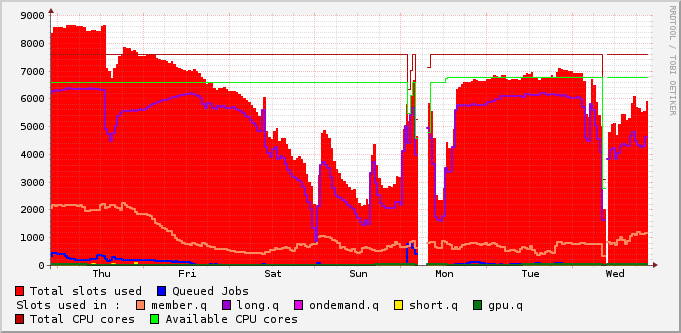 RRDTOOL / TOBI OETIKER
9000
8000
7000
6000
5000
4000
3000
2000
1000
0
Thu Fri Sat Sun Mon Tue Wed
Total slots used Queued Jobs
Slots used in : member.q long.q ondemand.q short.q gpu.q
Total CPU cores Available CPU cores